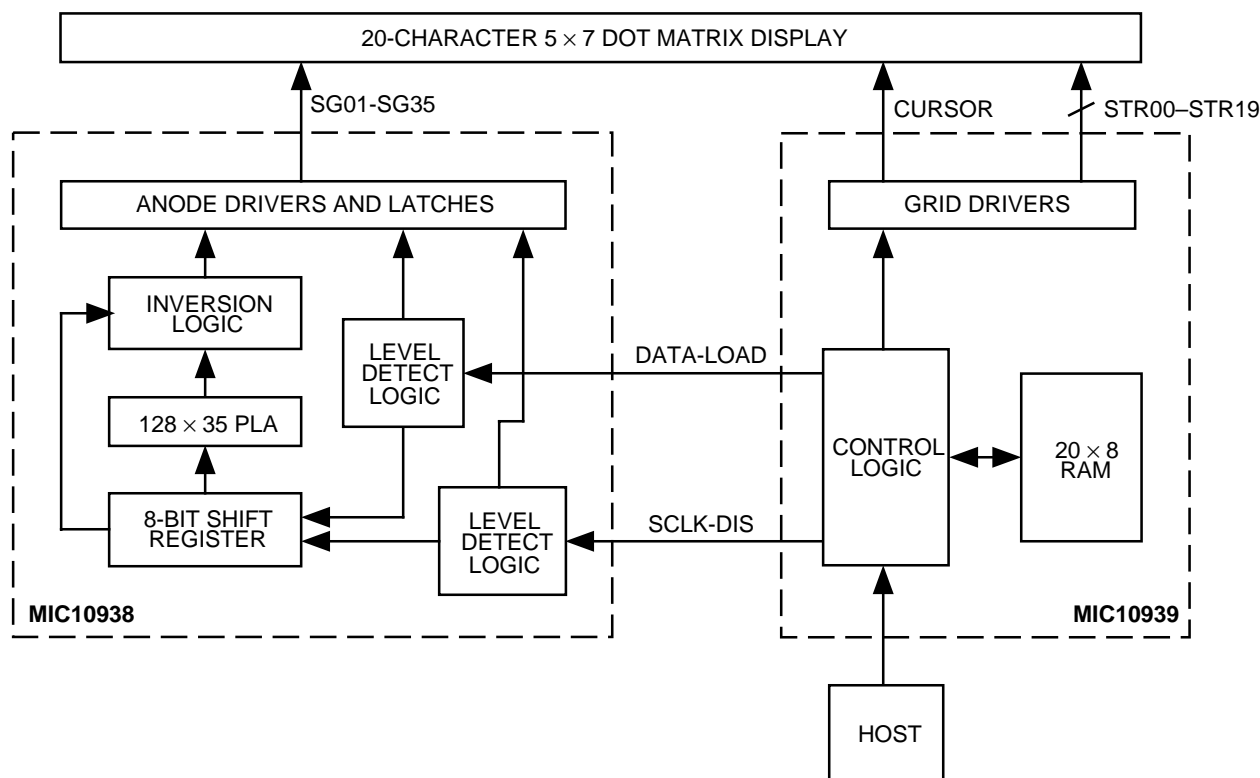 20-CHARACTER 5 × 7 DOT MATRIX DISPLAY
SG01-SG35
CURSOR
STR00–STR19
ANODE DRIVERS AND LATCHES
GRID DRIVERS
INVERSION
LOGIC
LEVEL
DETECT
LOGIC
DATA-LOAD
128 × 35 PLA
CONTROL
LOGIC
20 × 8
RAM
8-BIT SHIFT
REGISTER
LEVEL
DETECT
LOGIC
SCLK-DIS
MIC10938
MIC10939
HOST